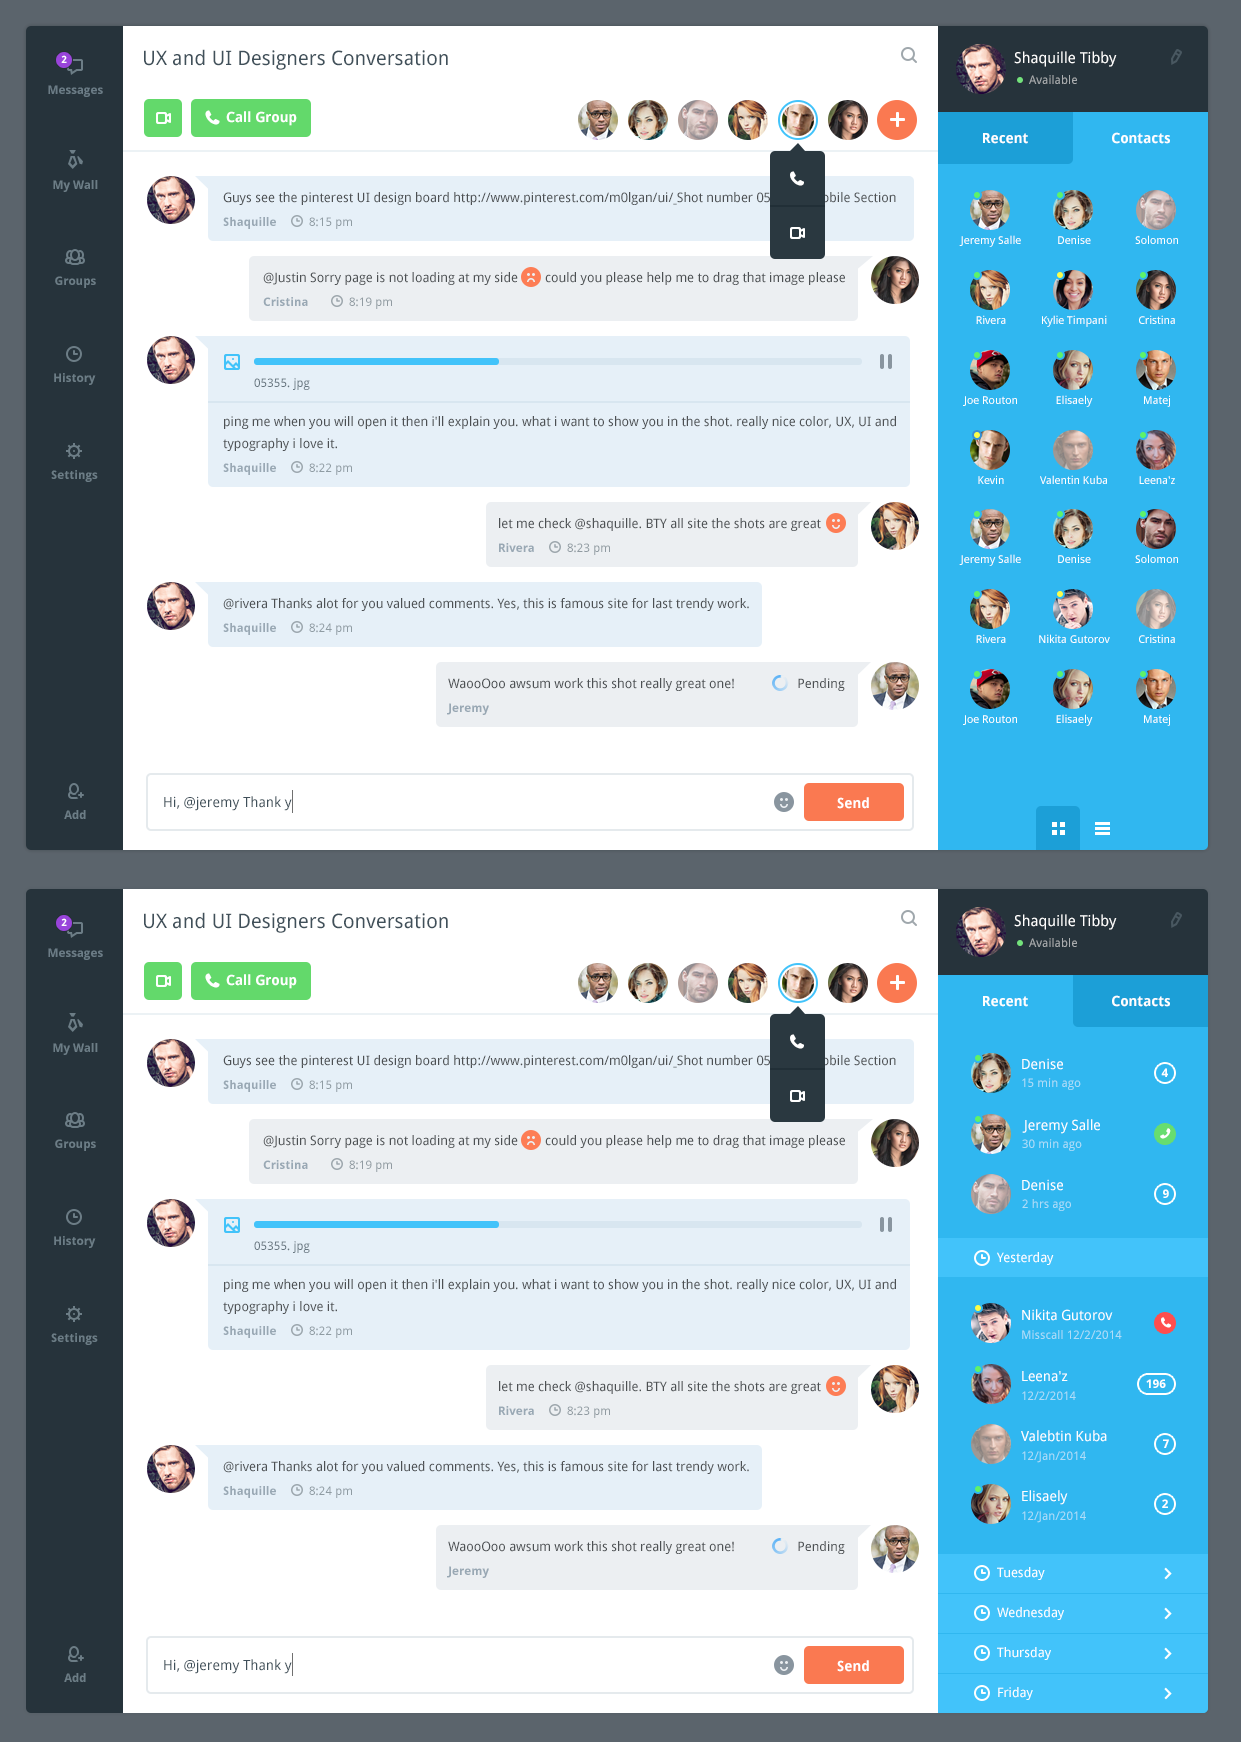 2
Messages
My Wall
Groups
History
Settings
Add
UX and UI Designers Conversation
Call Group
Guys see the pinterest UI design board http://www.pinterest.com/m0lgan/ui/_Shot number 05 obile Section
Shaquille 8:15 pm
@Justin Sorry page is not loading at my side could you please help me to drag that image please
Cristina 8:19 pm
05355. jpg
ping me when you will open it then i'll explain you. what i want to show you in the shot. really nice color, UX, UI and
typography i love it.
Shaquille 8:22 pm
let me check @shaquille. BTY all site the shots are great
Rivera 8:23 pm
@rivera Thanks alot for you valued comments. Yes, this is famous site for last trendy work.
Shaquille 8:24 pm
WaooOoo awsum work this shot really great one! Pending
Jeremy
Hi, @jeremy Thank y
Send
Shaquille Tibby
Available
Recent Contacts
Jeremy Salle Denise Solomon
Rivera Kylie Timpani Cristina
Joe Routon Elisaely Matej
Kevin Valentin Kuba Leena'z
Jeremy Salle Denise Solomon
Rivera Nikita Gutorov Cristina
Joe Routon Elisaely Matej
2
Messages
My Wall
Groups
History
Settings
Add
UX and UI Designers Conversation
Call Group
Guys see the pinterest UI design board http://www.pinterest.com/m0lgan/ui/_Shot number 05 obile Section
Shaquille 8:15 pm
@Justin Sorry page is not loading at my side could you please help me to drag that image please
Cristina 8:19 pm
05355. jpg
ping me when you will open it then i'll explain you. what i want to show you in the shot. really nice color, UX, UI and
typography i love it.
Shaquille 8:22 pm
let me check @shaquille. BTY all site the shots are great
Rivera 8:23 pm
@rivera Thanks alot for you valued comments. Yes, this is famous site for last trendy work.
Shaquille 8:24 pm
WaooOoo awsum work this shot really great one! Pending
Jeremy
Hi, @jeremy Thank y
Send
Shaquille Tibby
Available
Recent Contacts
Denise
15 min ago
4
Jeremy Salle
30 min ago
Denise
2 hrs ago
9
Yesterday
Nikita Gutorov
Misscall 12/2/2014
Leena'z
12/2/2014
196
Valebtin Kuba
12/Jan/2014
7
Elisaely
12/Jan/2014
2
Tuesday
Wednesday
Thursday
Friday